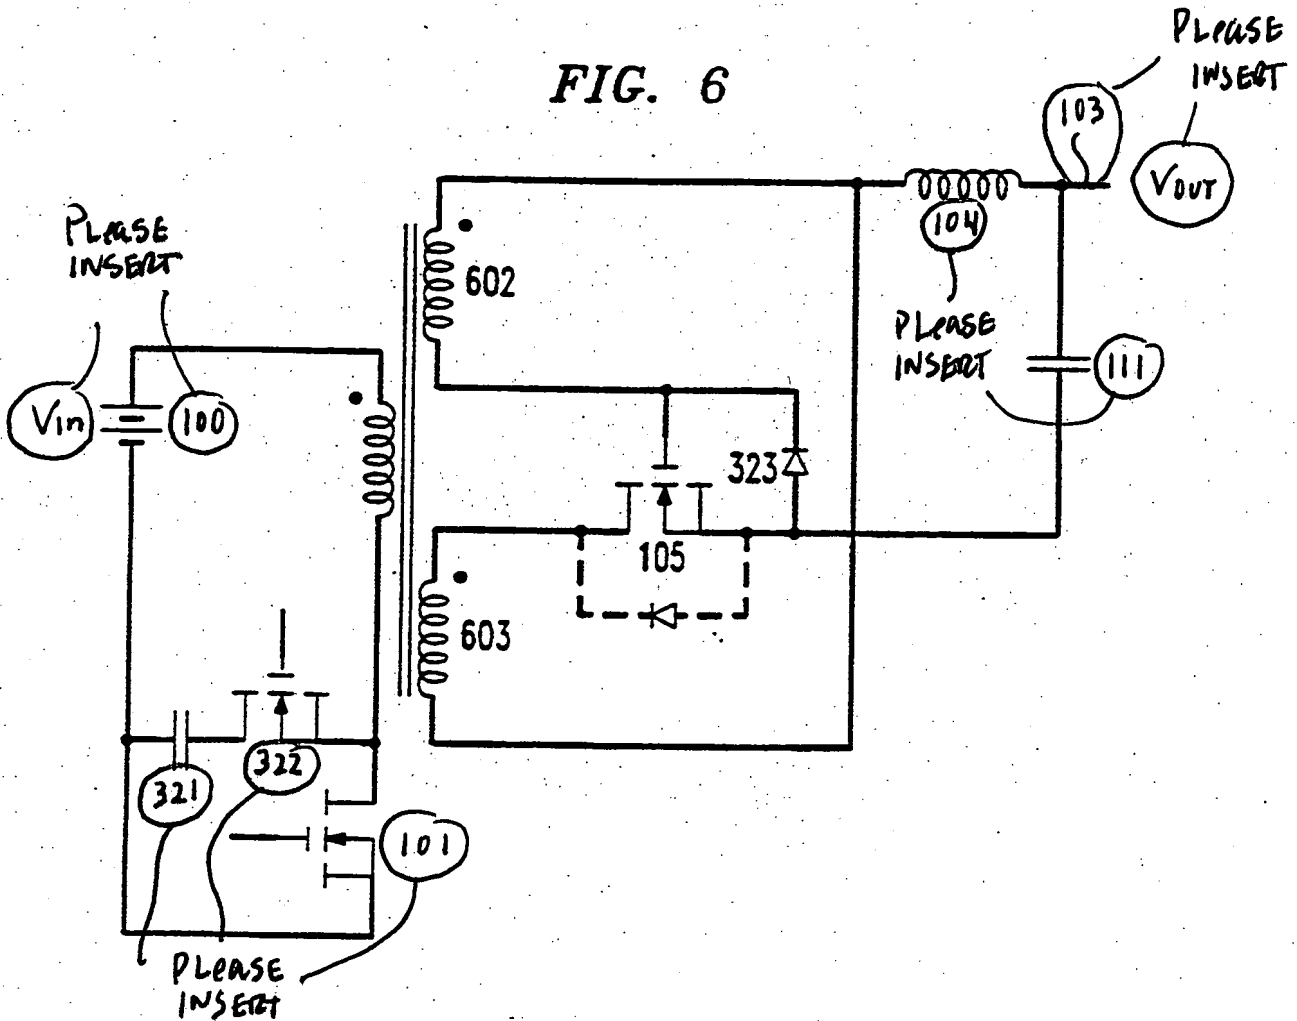 FIG. 6
PLEASE
INSERT
103
VOUT
104
602
PLEASE
INSERT
PLEASE
INSERT
111
Vin
100
323
105
603
322
321
101
PLEASE
INSERT